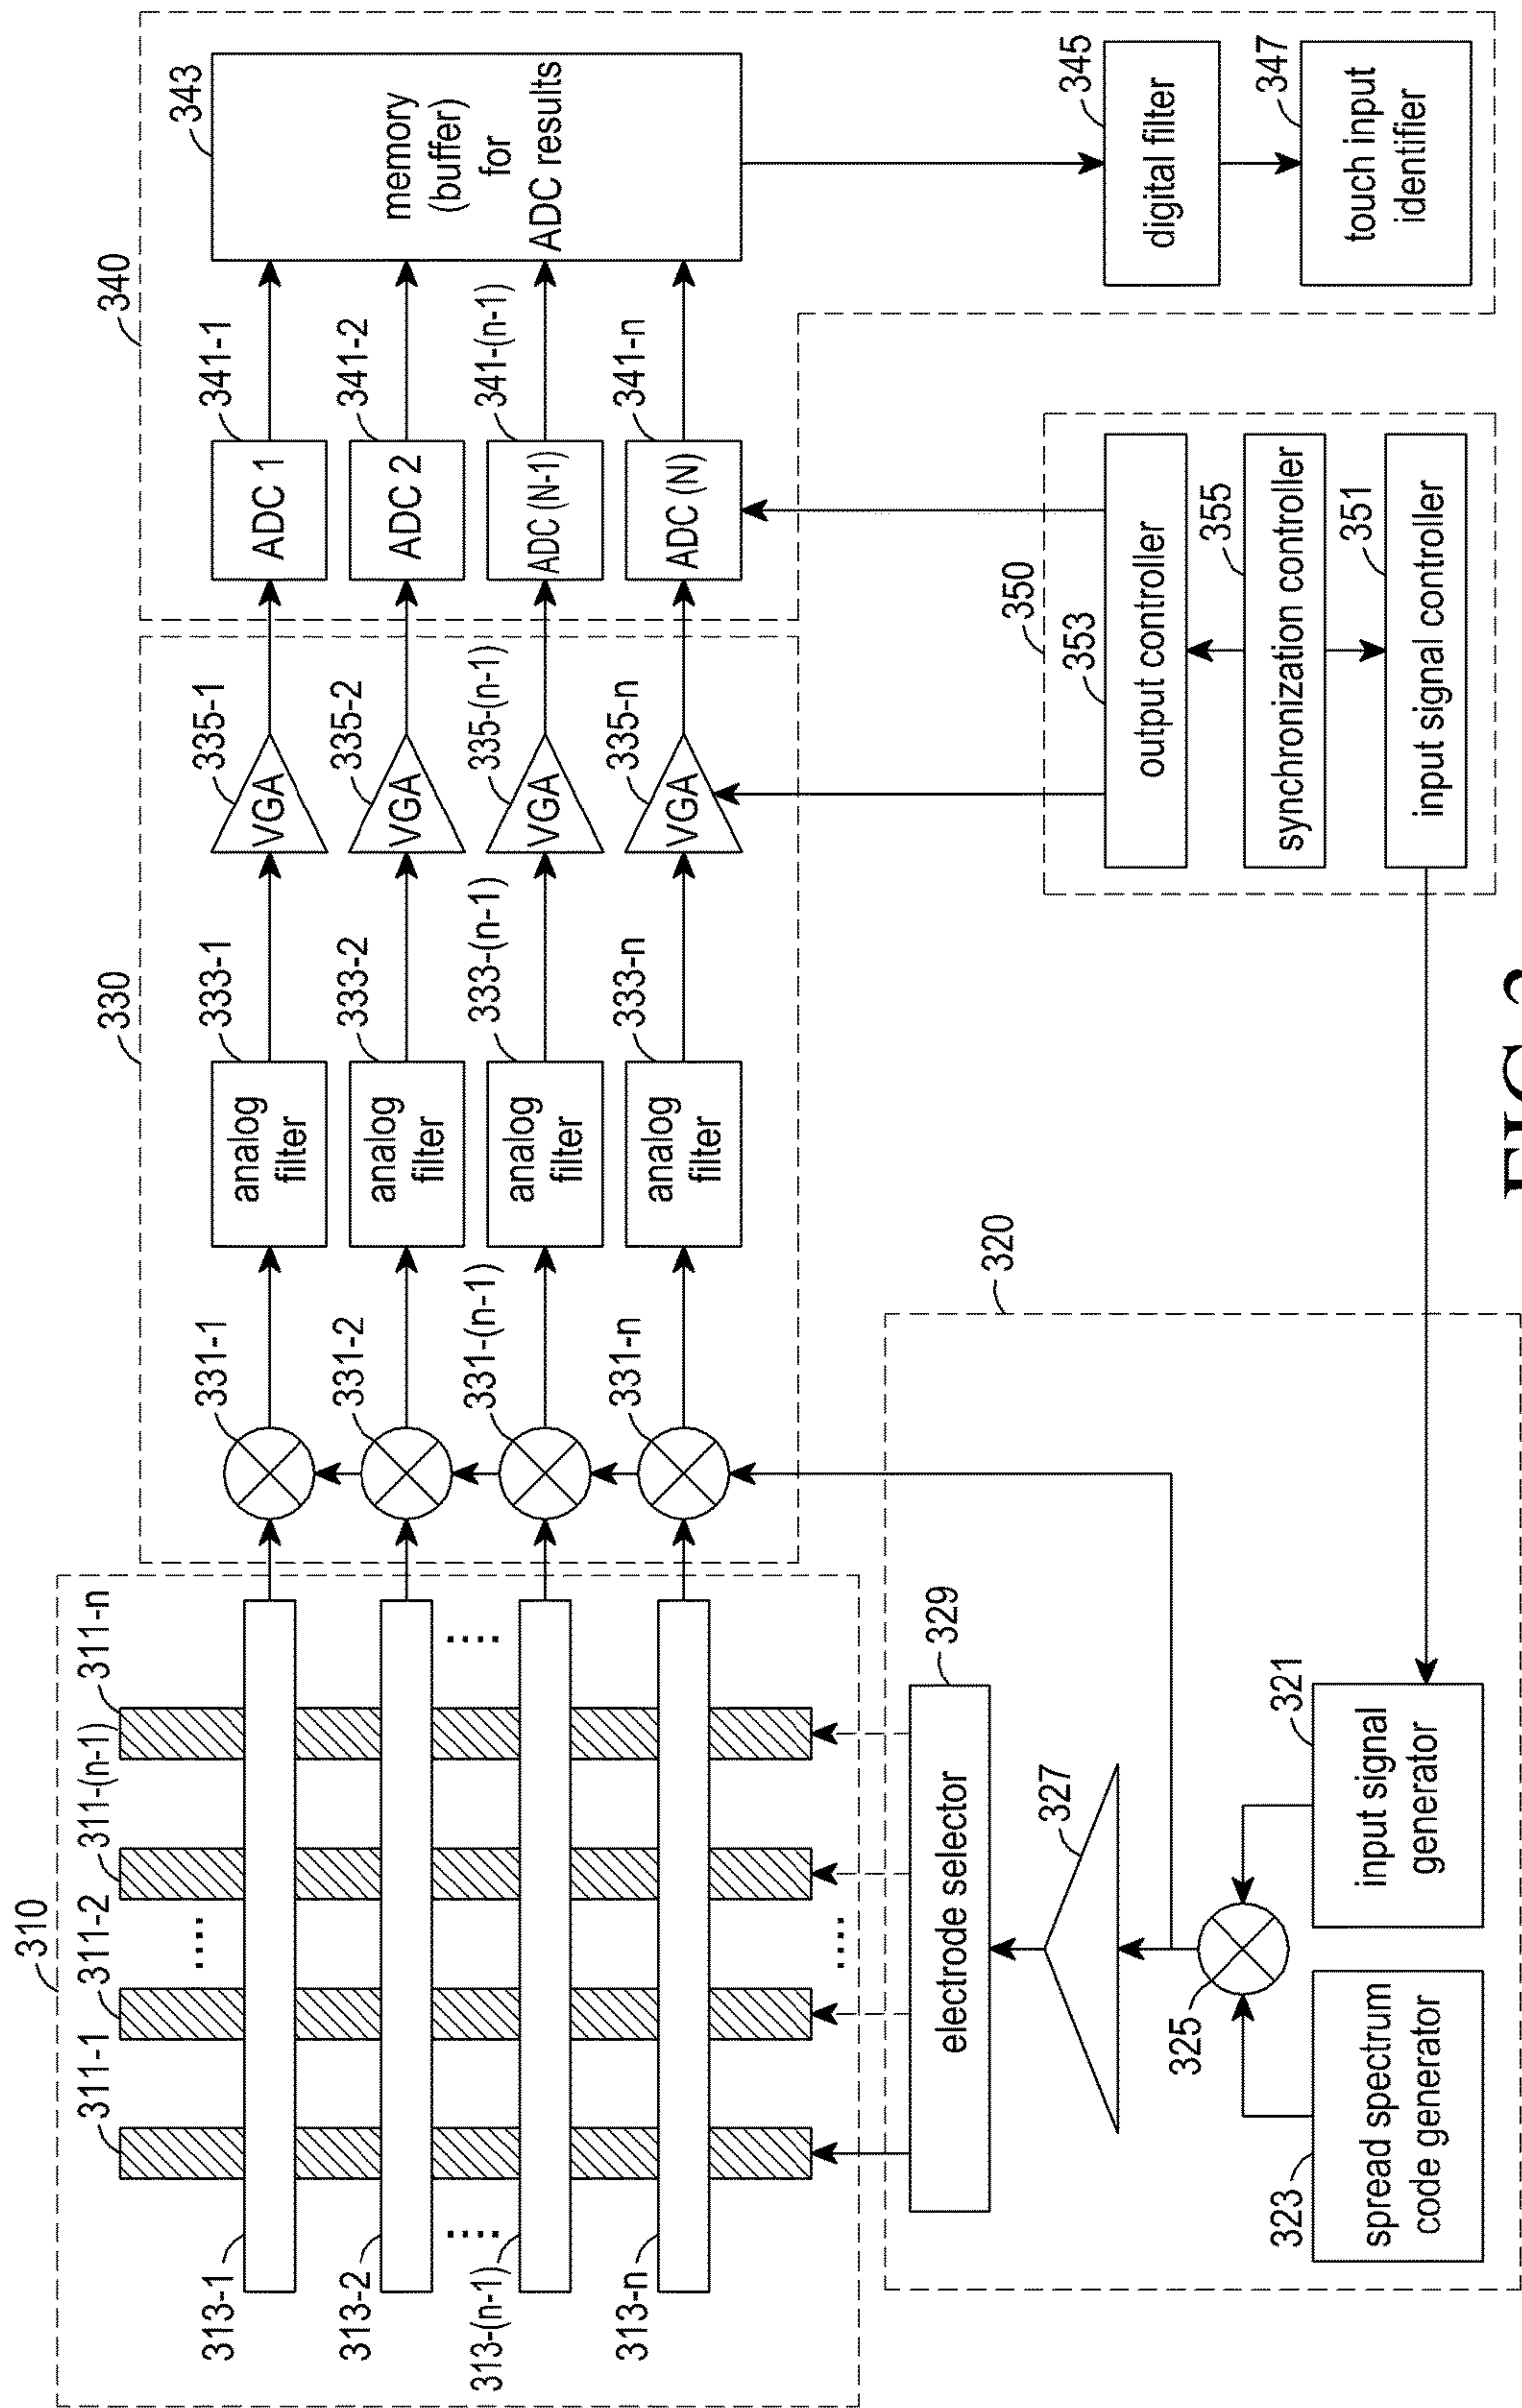 310
311-1
311-2
311-(n-1)
311-n
313-1
313-2
313-(n-1)
313-n
330
331-1
331-2
331-(n-1)
331-n
analog
filter
333-1
analog
filter
333-2
analog
filter
333-(n-1)
analog
filter
333-n
VGA
335-1
VGA
335-2
VGA
335-(n-1)
VGA
335-n
340
ADC 1
341-1
ADC 2
341-2
ADC (N-1)
341-(n-1)
ADC (N)
341-n
memory
(buffer)
for
ADC results
343
digital filter
345
touch input
identifier
347
320
electrode selector
329
327
325
spread spectrum
code generator
323
input signal
generator
321
350
output controller
353
synchronization controller
355
input signal controller
351